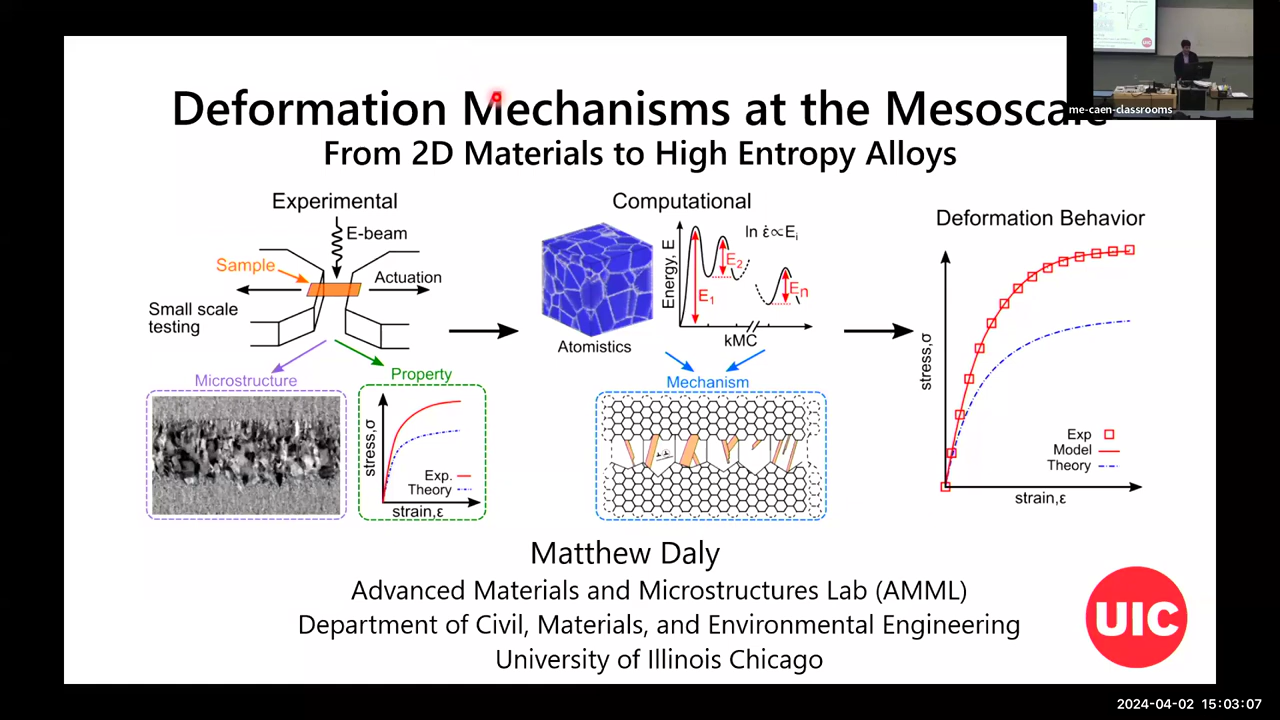 Deformation Mechanisms at the Mesoscale
me-caen-classrooms
From 2D Materials to High Entropy Alloys
Experimental
E-beam
Sample
Actuation
Small scale
testing
Microstructure
Property
stress,σ
Exp.
Theory
strain,ε
Computational
Energy, E
ln ε̇∝Eᵢ
E₁
E₂
Eₙ
kMC
Atomistics
Mechanism
Deformation Behavior
stress,σ
Exp
Model
Theory
strain,ε
Matthew Daly
Advanced Materials and Microstructures Lab (AMML)
Department of Civil, Materials, and Environmental Engineering
University of Illinois Chicago
UIC
2024-04-02 15:03:07